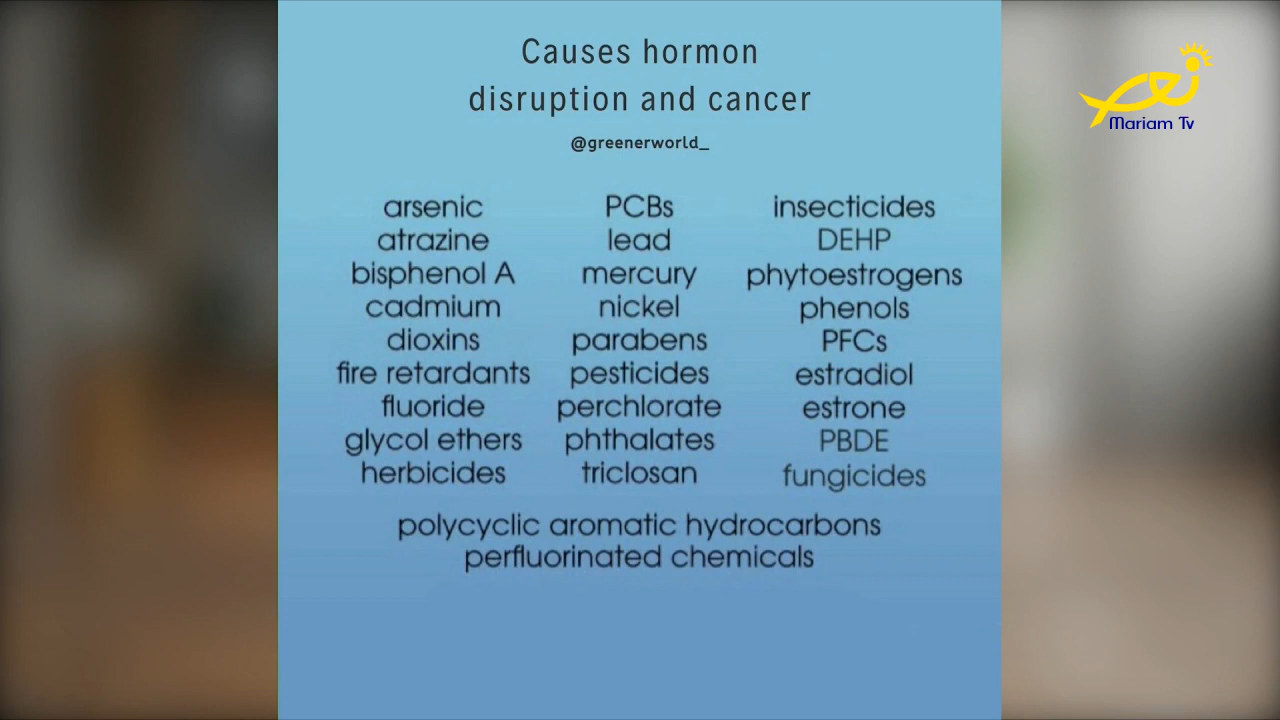 Causes hormon
disruption and cancer
@greenerworld_
arsenic
atrazine
bisphenol A
cadmium
dioxins
fire retardants
fluoride
glycol ethers
herbicides
PCBs
lead
mercury
nickel
parabens
pesticides
perchlorate
phthalates
triclosan
insecticides
DEHP
phytoestrogens
phenols
PFCs
estradiol
estrone
PBDE
fungicides
polycyclic aromatic hydrocarbons
perfluorinated chemicals
Mariam Tv